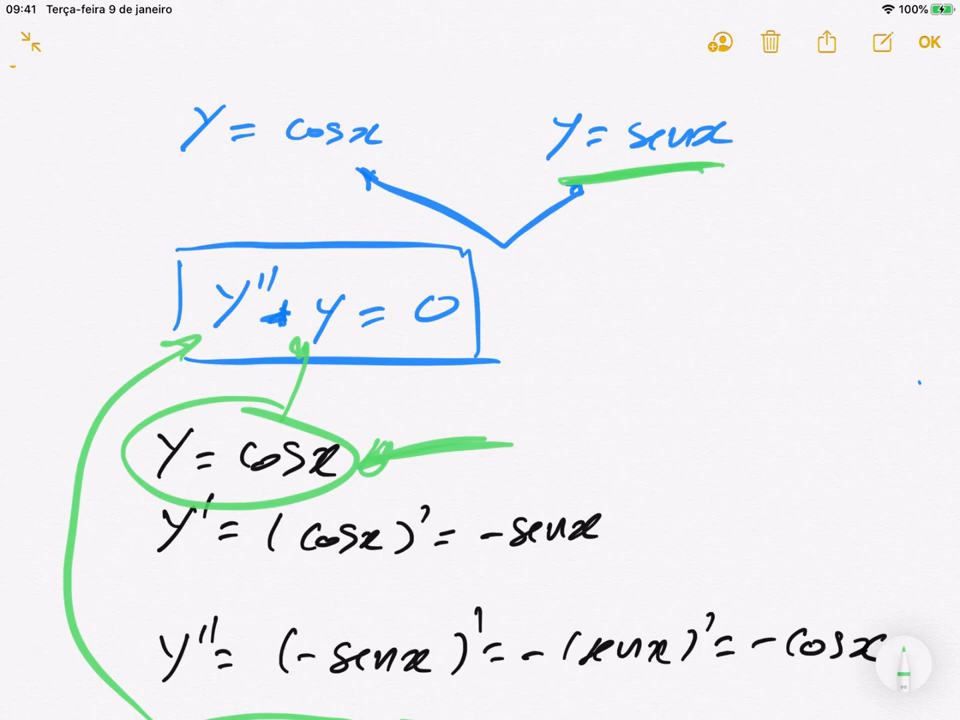 09:41 Terça-feira 9 de janeiro 100%
OK
y = cosx y = senx
y'' + y = 0
y = cosx
y' = (cosx)' = -senx
y'' = (-senx)' = -(senx)' = -cosx